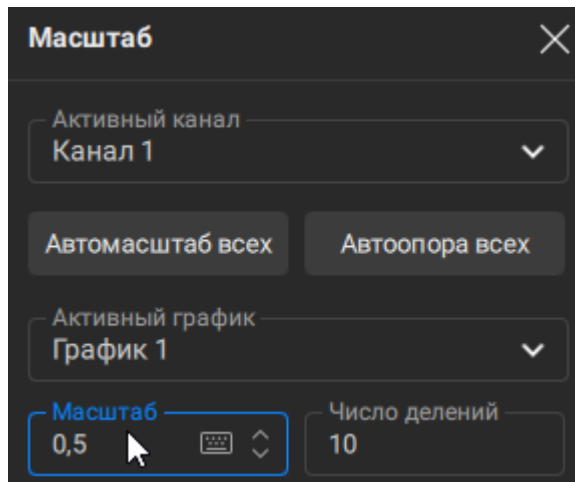 Масштаб
Активный канал
Канал 1
Автомасштаб всех
Автоопора всех
Активный график
График 1
Масштаб
0,5
Число делений
10